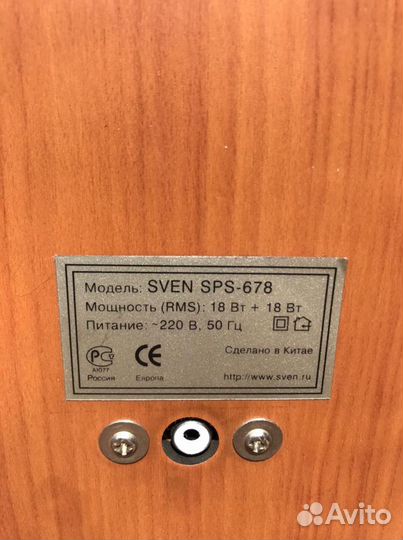 Модель: SVEN SPS-678
Мощность (RMS): 18 Вт + 18 Вт
Питание: ~220 В, 50 Гц
РСТ CE Сделано в Китае
АЮ77
Россия Европа http://www.sven.ru
Avito